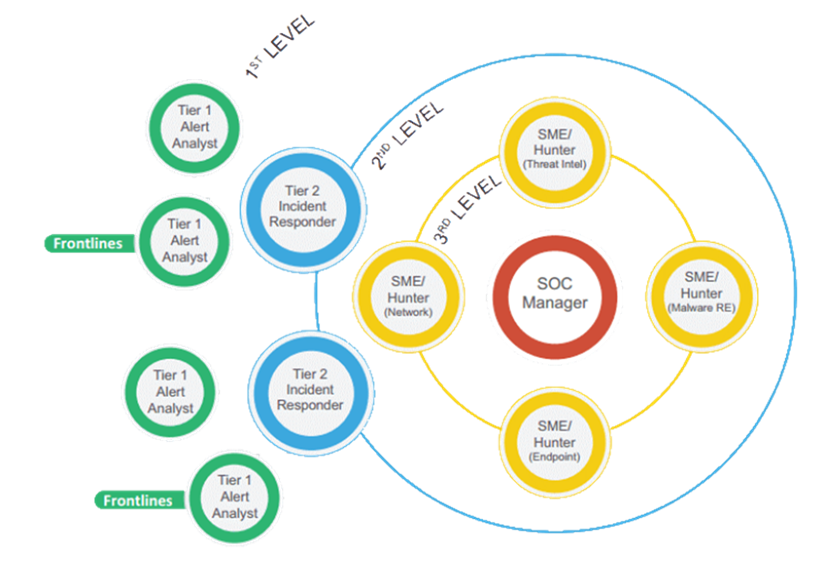 1ST LEVEL
Tier 1
Alert
Analyst
2ND LEVEL
SME/
Hunter
(Threat Intel)
Tier 2
Incident
Responder
3RD LEVEL
Frontlines
Tier 1
Alert
Analyst
SME/
Hunter
(Network)
SOC
Manager
SME/
Hunter
(Malware RE)
Tier 1
Alert
Analyst
Tier 2
Incident
Responder
SME/
Hunter
(Endpoint)
Frontlines
Tier 1
Alert
Analyst